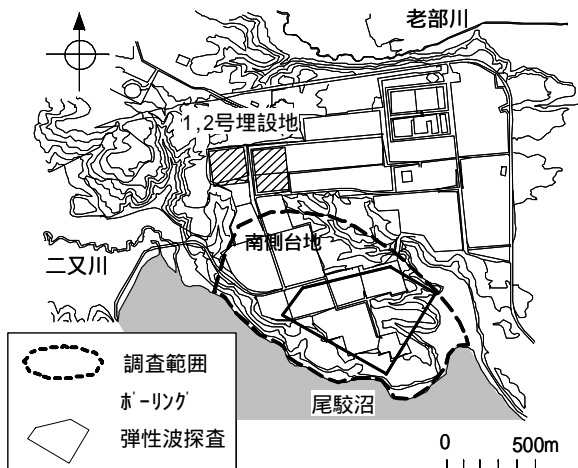 老部川
1,2号埋設地
南側台地
二又川
調査範囲
ボーリング
弾性波探査
尾駮沼
0 500m